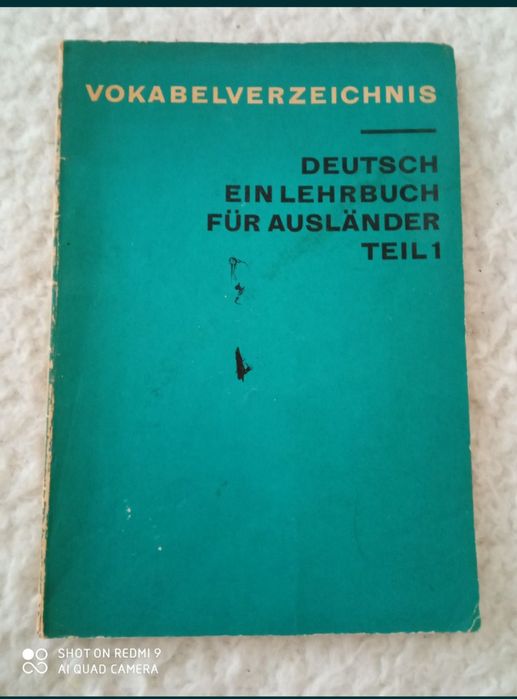 VOKABELVERZEICHNIS
DEUTSCH
EIN LEHRBUCH
FÜR AUSLÄNDER
TEIL 1
SHOT ON REDMI 9
AI QUAD CAMERA